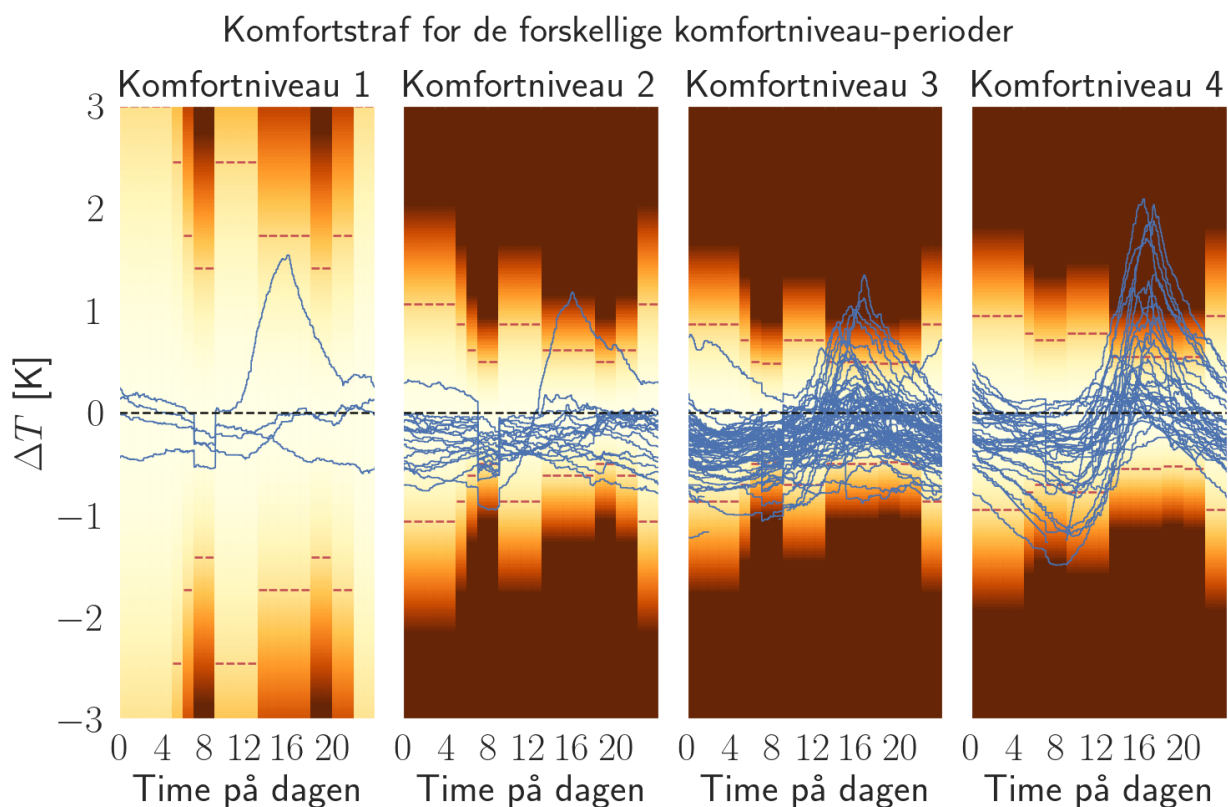 Komfortstraf for de forskellige komfortniveau-perioder
Komfortniveau 1 Komfortniveau 2 Komfortniveau 3 Komfortniveau 4
3
2
1
0
−1
−2
−3
ΔT [K]
0 4 8 12 16 20 0 4 8 12 16 20 0 4 8 12 16 20 0 4 8 12 16 20
Time på dagen Time på dagen Time på dagen Time på dagen